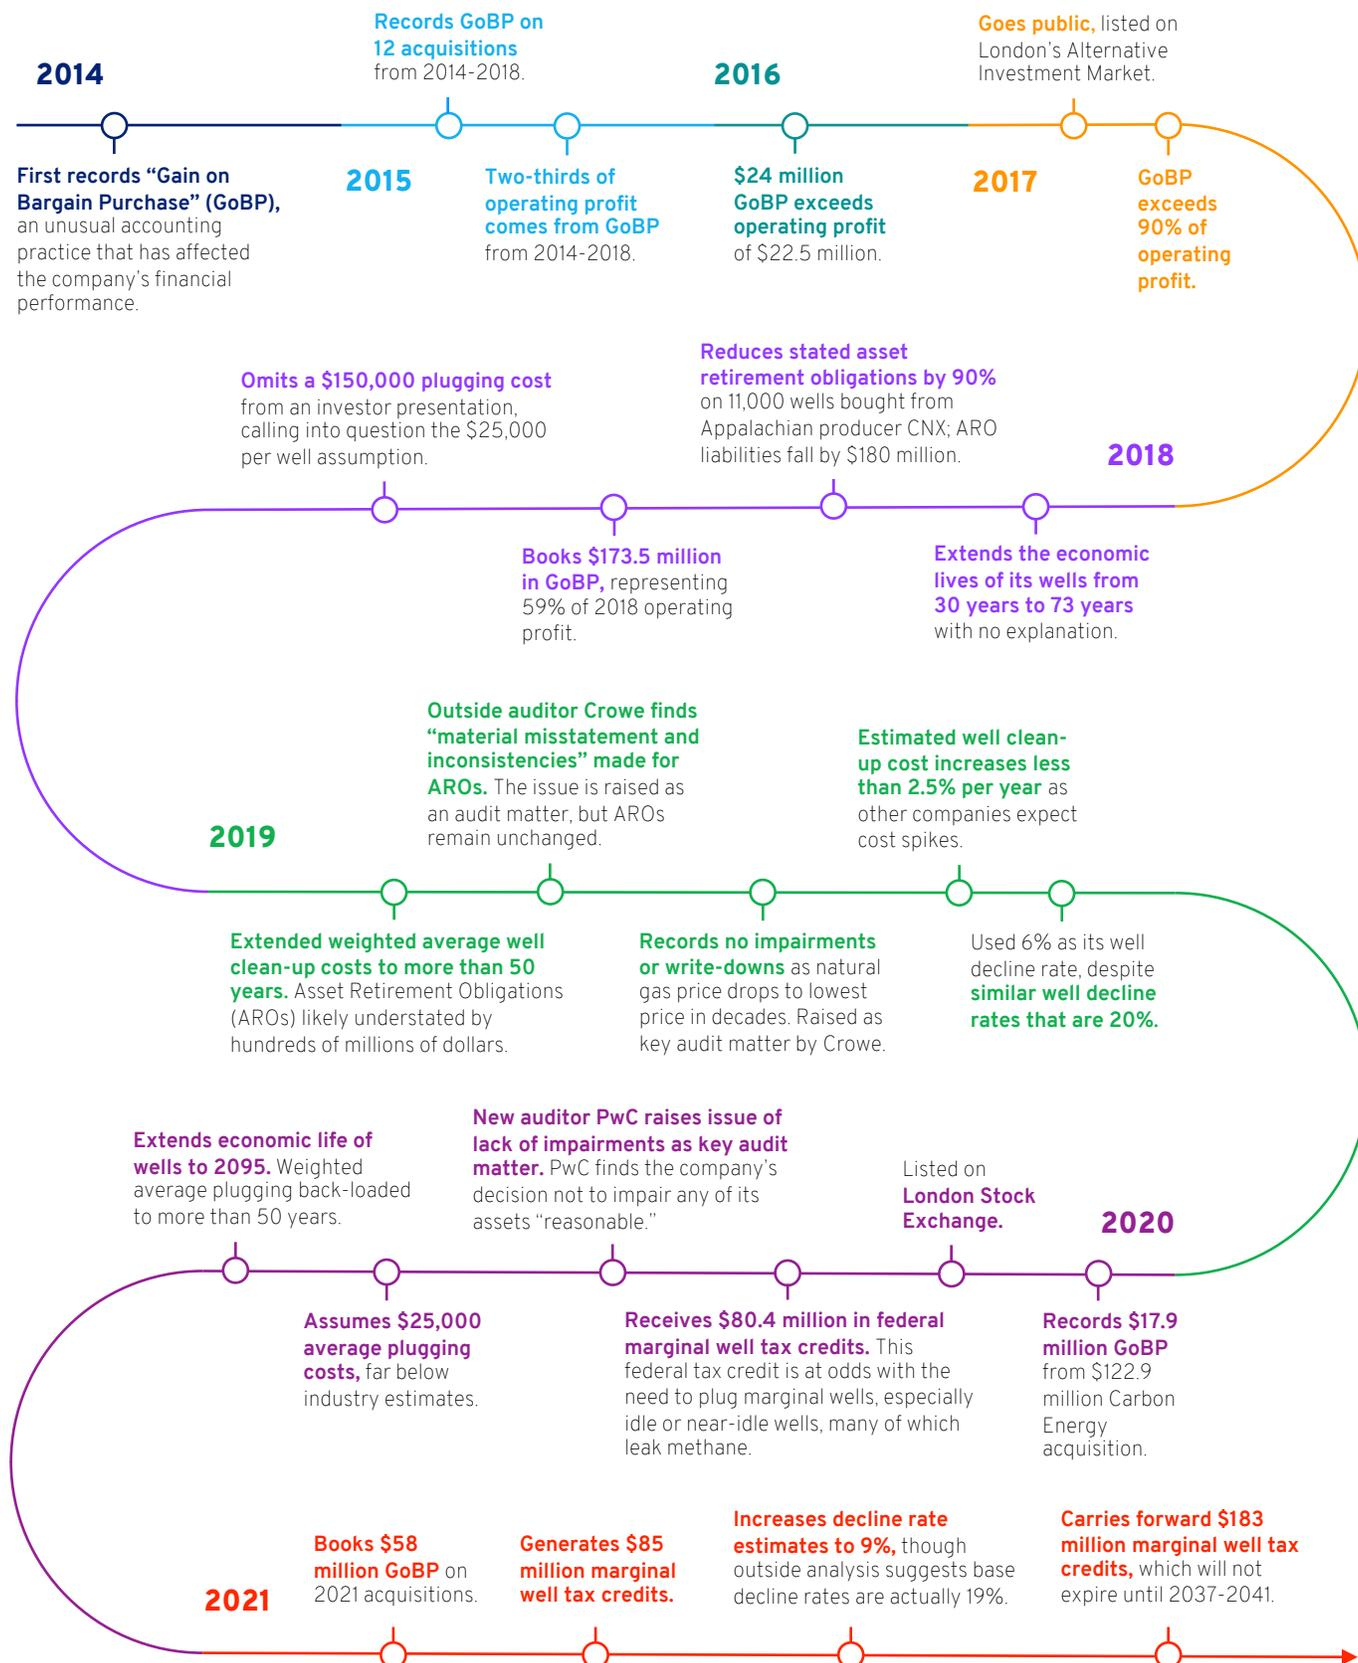 2014
First records “Gain on
Bargain Purchase” (GoBP),
an unusual accounting
practice that has affected
the company’s financial
performance.
2015
Records GoBP on
12 acquisitions
from 2014-2018.
Two-thirds of
operating profit
comes from GoBP
from 2014-2018.
2016
$24 million
GoBP exceeds
operating profit
of $22.5 million.
2017
Goes public, listed on
London’s Alternative
Investment Market.
GoBP
exceeds
90% of
operating
profit.
2018
Extends the economic
lives of its wells from
30 years to 73 years
with no explanation.
Reduces stated asset
retirement obligations by 90%
on 11,000 wells bought from
Appalachian producer CNX; ARO
liabilities fall by $180 million.
Books $173.5 million
in GoBP, representing
59% of 2018 operating
profit.
Omits a $150,000 plugging cost
from an investor presentation,
calling into question the $25,000
per well assumption.
2019
Extended weighted average well
clean-up costs to more than 50
years. Asset Retirement Obligations
(AROs) likely understated by
hundreds of millions of dollars.
Outside auditor Crowe finds
“material misstatement and
inconsistencies” made for
AROs. The issue is raised as
an audit matter, but AROs
remain unchanged.
Records no impairments
or write-downs as natural
gas price drops to lowest
price in decades. Raised as
key audit matter by Crowe.
Estimated well clean-
up cost increases less
than 2.5% per year as
other companies expect
cost spikes.
Used 6% as its well
decline rate, despite
similar well decline
rates that are 20%.
2020
Records $17.9
million GoBP
from $122.9
million Carbon
Energy
acquisition.
Listed on
London Stock
Exchange.
Receives $80.4 million in federal
marginal well tax credits. This
federal tax credit is at odds with the
need to plug marginal wells, especially
idle or near-idle wells, many of which
leak methane.
New auditor PwC raises issue of
lack of impairments as key audit
matter. PwC finds the company’s
decision not to impair any of its
assets “reasonable.”
Assumes $25,000
average plugging
costs, far below
industry estimates.
Extends economic life of
wells to 2095. Weighted
average plugging back-loaded
to more than 50 years.
2021
Books $58
million GoBP on
2021 acquisitions.
Generates $85
million marginal
well tax credits.
Increases decline rate
estimates to 9%, though
outside analysis suggests base
decline rates are actually 19%.
Carries forward $183
million marginal well tax
credits, which will not
expire until 2037-2041.